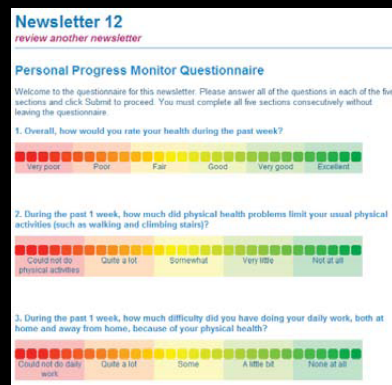 Newsletter 12
review another newsletter
Personal Progress Monitor Questionnaire
Welcome to the questionnaire for this newsletter. Please answer all of the questions in each of the five
sections and click Submit to proceed. You must complete all five sections consecutively without
leaving the questionnaire.
1. Overall, how would you rate your health during the past week?
Very poor Poor Fair Good Very good Excellent
2. During the past 1 week, how much did physical health problems limit your usual physical
activities (such as walking and climbing stairs)?
Could not do Quite a lot Somewhat Very little Not at all
physical activities
3. During the past 1 week, how much difficulty did you have doing your daily work, both at
home and away from home, because of your physical health?
Could not do daily Quite a lot Some A little bit None at all
work